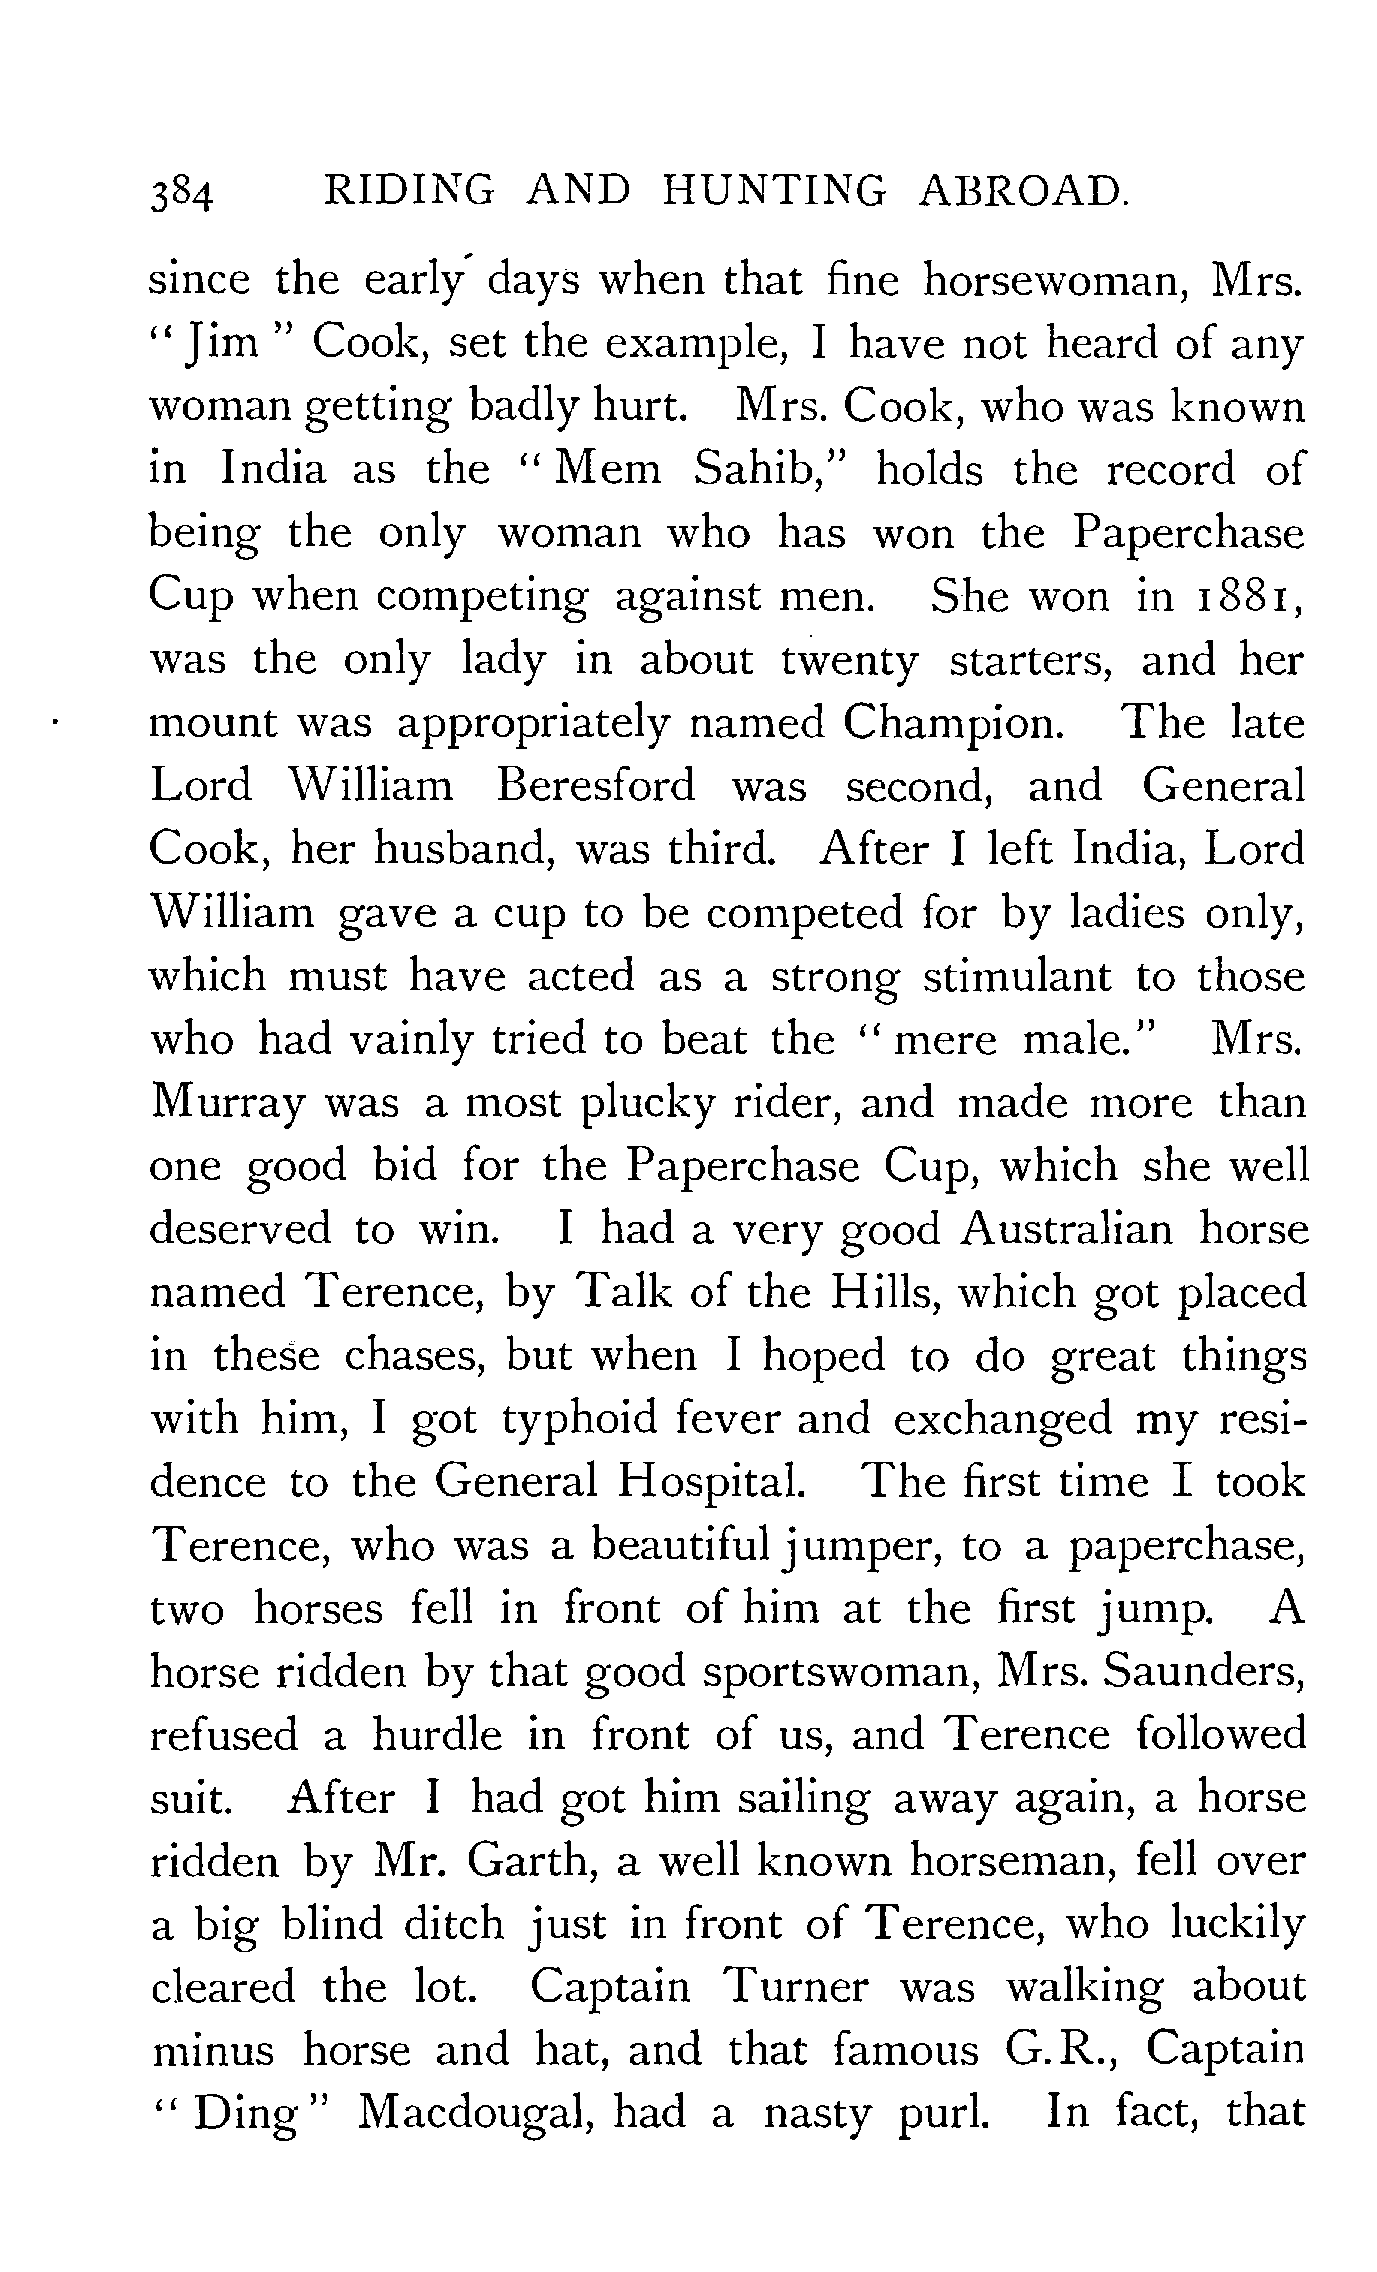 384 RIDING AND HUNTING ABROAD.
since the early days when that fine horsewoman, Mrs.
“ Jim ” Cook, set the example, I have not heard of any
woman getting badly hurt. Mrs. Cook, who was known
in India as the “ Mem Sahib,” holds the record of
being the only woman who has won the Paperchase
Cup when competing against men. She won in 1881,
was the only lady in about twenty starters, and her
mount was appropriately named Champion. The late
Lord William Beresford was second, and General
Cook, her husband, was third. After I left India, Lord
William gave a cup to be competed for by ladies only,
which must have acted as a strong stimulant to those
who had vainly tried to beat the “ mere male.” Mrs.
Murray was a most plucky rider, and made more than
one good bid for the Paperchase Cup, which she well
deserved to win. I had a very good Australian horse
named Terence, by Talk of the Hills, which got placed
in these chases, but when I hoped to do great things
with him, I got typhoid fever and exchanged my resi-
dence to the General Hospital. The first time I took
Terence, who was a beautiful jumper, to a paperchase,
two horses fell in front of him at the first jump. A
horse ridden by that good sportswoman, Mrs. Saunders,
refused a hurdle in front of us, and Terence followed
suit. After I had got him sailing away again, a horse
ridden by Mr. Garth, a well known horseman, fell over
a big blind ditch just in front of Terence, who luckily
cleared the lot. Captain Turner was walking about
minus horse and hat, and that famous G.R., Captain
“ Ding ” Macdougal, had a nasty purl. In fact, that